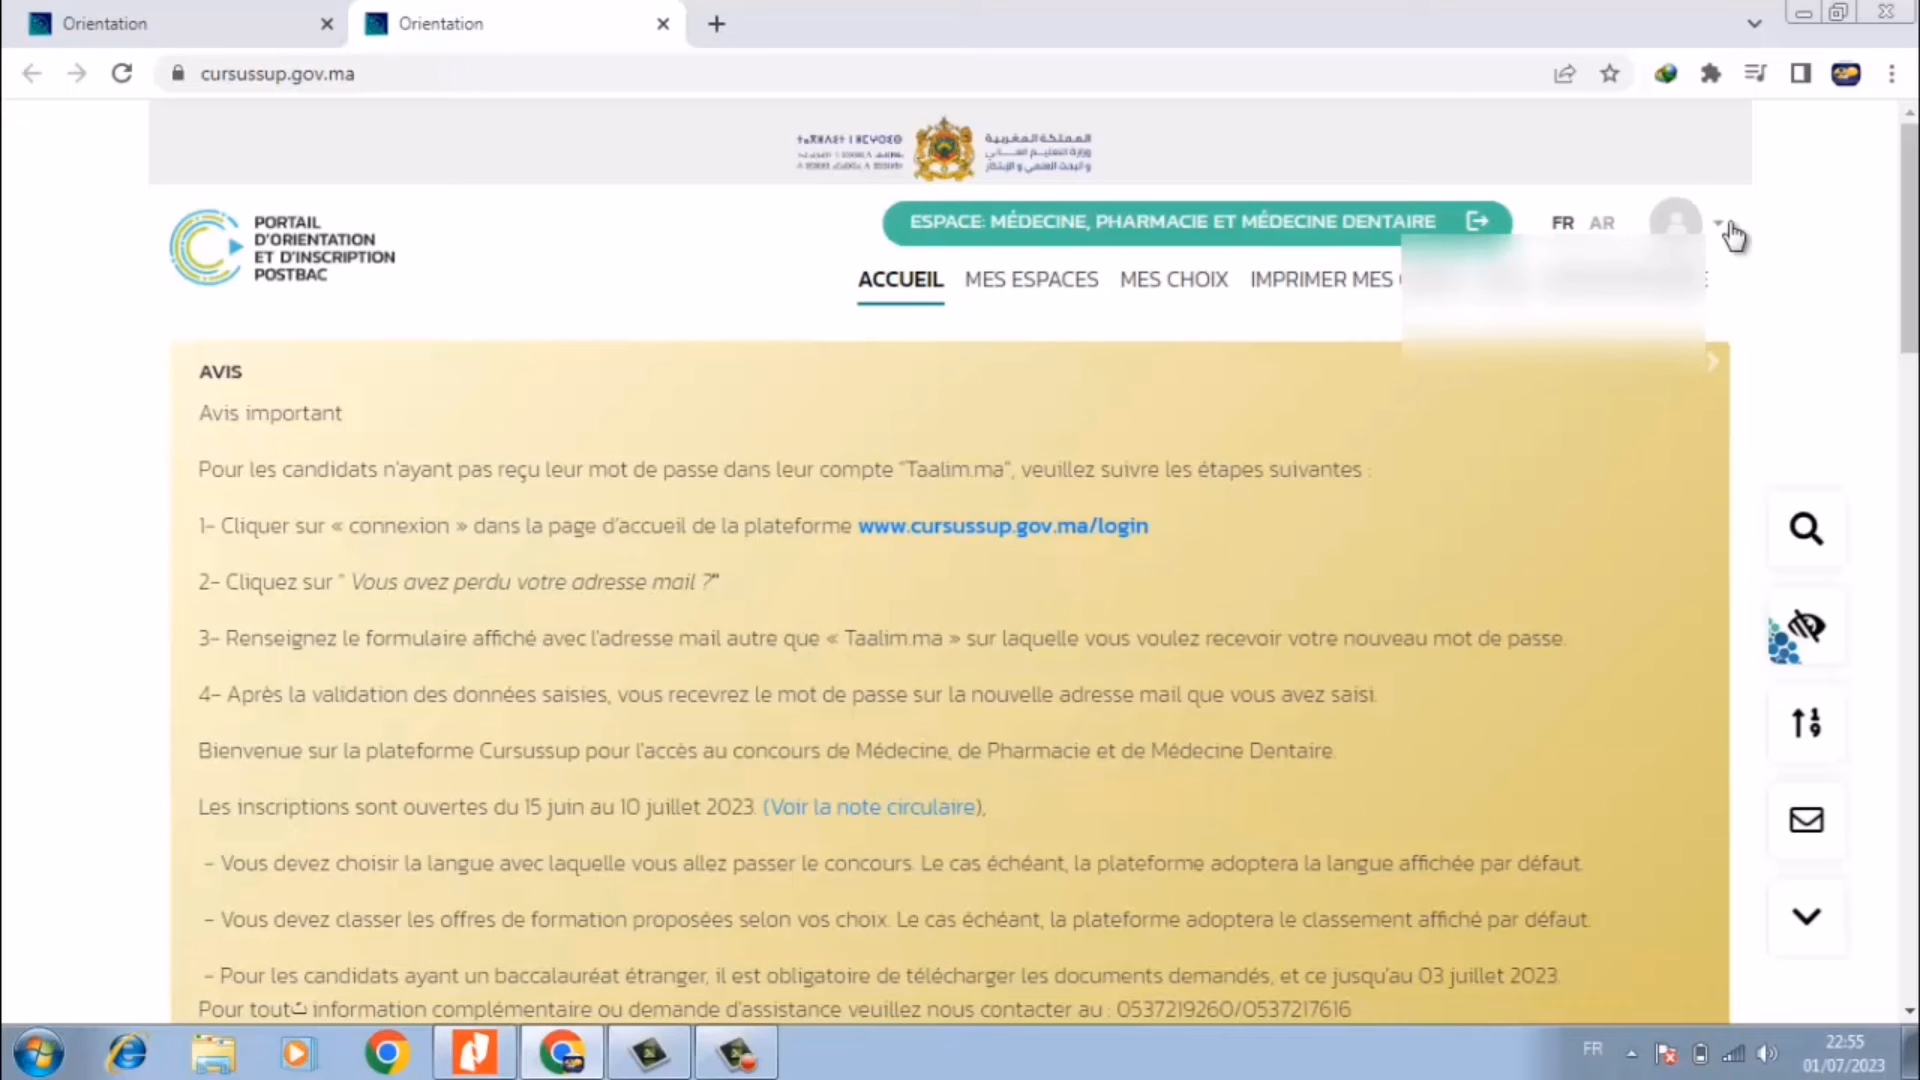 Orientation
Orientation
cursussup.gov.ma
المملكة المغربية
وزارة التعليم العالي
و البحث العلمي و الابتكار
ESPACE: MÉDECINE, PHARMACIE ET MÉDECINE DENTAIRE
FR AR
PORTAIL
D'ORIENTATION
ET D'INSCRIPTION
POSTBAC
ACCUEIL MES ESPACES MES CHOIX IMPRIMER MES
AVIS
Avis important
Pour les candidats n'ayant pas reçu leur mot de passe dans leur compte "Taalim.ma", veuillez suivre les étapes suivantes :
1- Cliquer sur « connexion » dans la page d'accueil de la plateforme www.cursussup.gov.ma/login
2- Cliquez sur " Vous avez perdu votre adresse mail ?"
3- Renseignez le formulaire affiché avec l'adresse mail autre que « Taalim.ma » sur laquelle vous voulez recevoir votre nouveau mot de passe.
4- Après la validation des données saisies, vous recevrez le mot de passe sur la nouvelle adresse mail que vous avez saisi.
Bienvenue sur la plateforme Cursussup pour l'accès au concours de Médecine, de Pharmacie et de Médecine Dentaire.
Les inscriptions sont ouvertes du 15 juin au 10 juillet 2023. (Voir la note circulaire),
- Vous devez choisir la langue avec laquelle vous allez passer le concours. Le cas échéant, la plateforme adoptera la langue affichée par défaut.
- Vous devez classer les offres de formation proposées selon vos choix. Le cas échéant, la plateforme adoptera le classement affiché par défaut.
- Pour les candidats ayant un baccalauréat étranger, il est obligatoire de télécharger les documents demandés, et ce jusqu'au 03 juillet 2023.
Pour toute information complémentaire ou demande d'assistance veuillez nous contacter au : 0537219260/0537217616
FR
22:55
01/07/2023